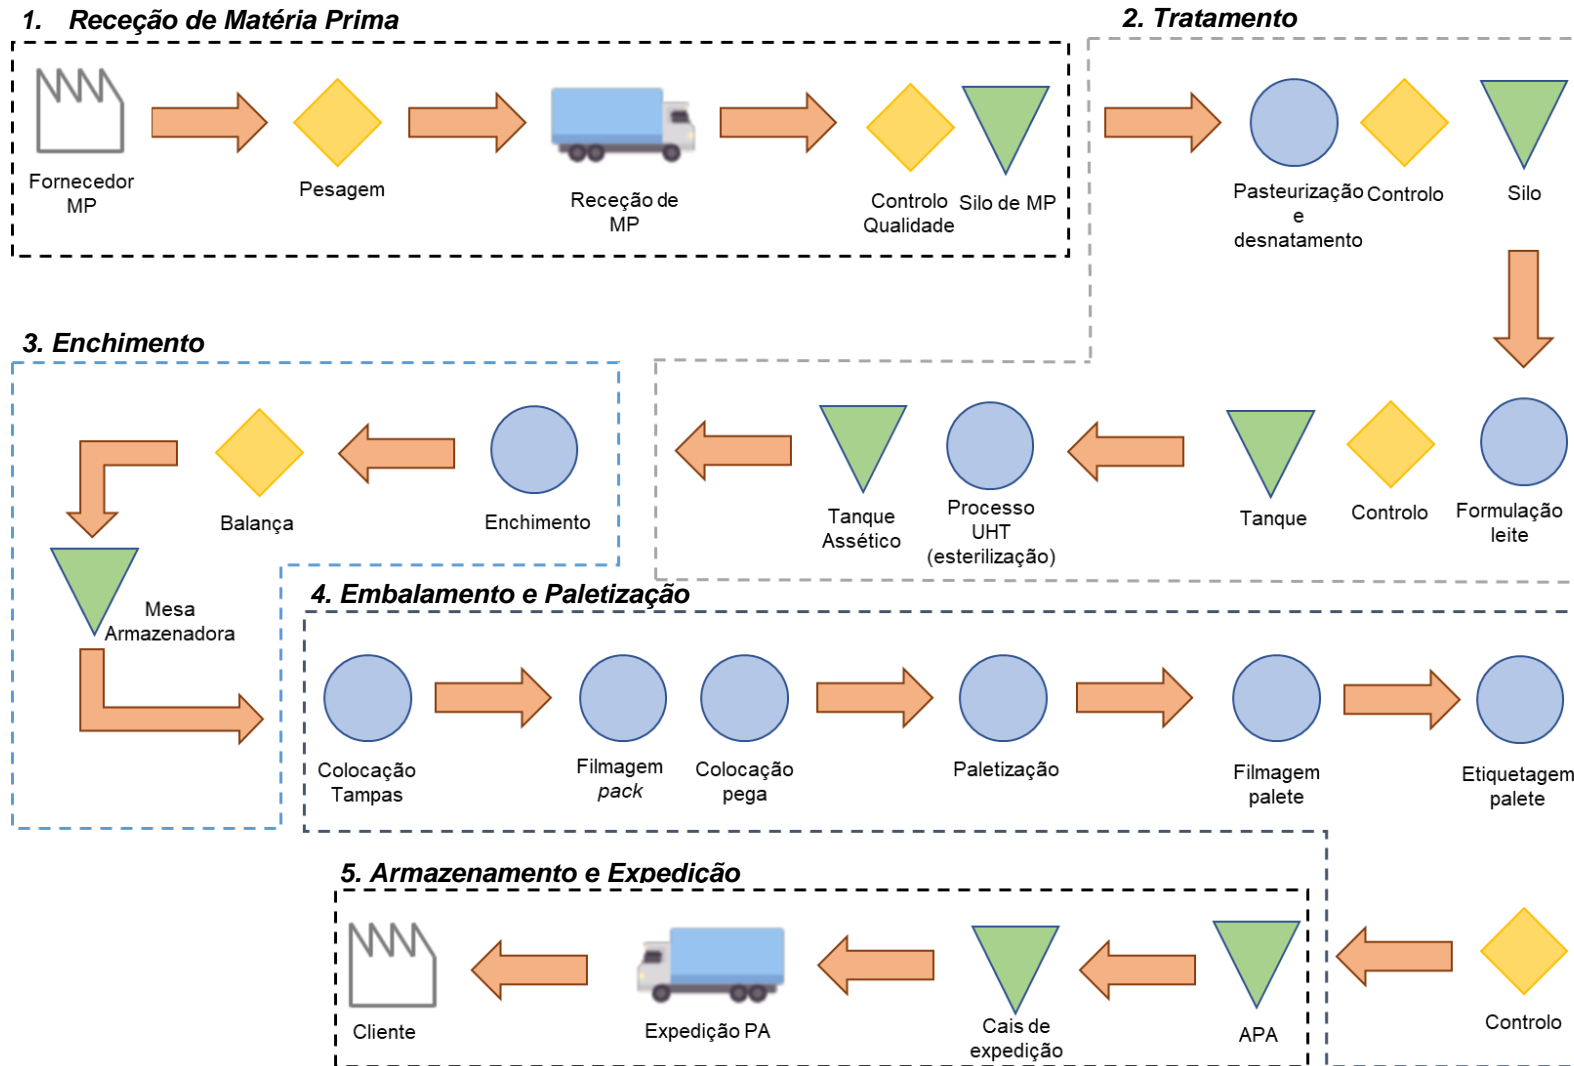 1. Receção de Matéria Prima
Fornecedor
MP
Pesagem
Receção de
MP
Controlo
Qualidade
Silo de MP
2. Tratamento
Pasteurização
e
desnatamento
Controlo
Silo
Formulação
leite
Controlo
Tanque
Processo
UHT
(esterilização)
Tanque
Assético
3. Enchimento
Enchimento
Balança
Mesa
Armazenadora
4. Embalamento e Paletização
Colocação
Tampas
Filmagem
pack
Colocação
pega
Paletização
Filmagem
palete
Etiquetagem
palete
Controlo
5. Armazenamento e Expedição
APA
Cais de
expedição
Expedição PA
Cliente